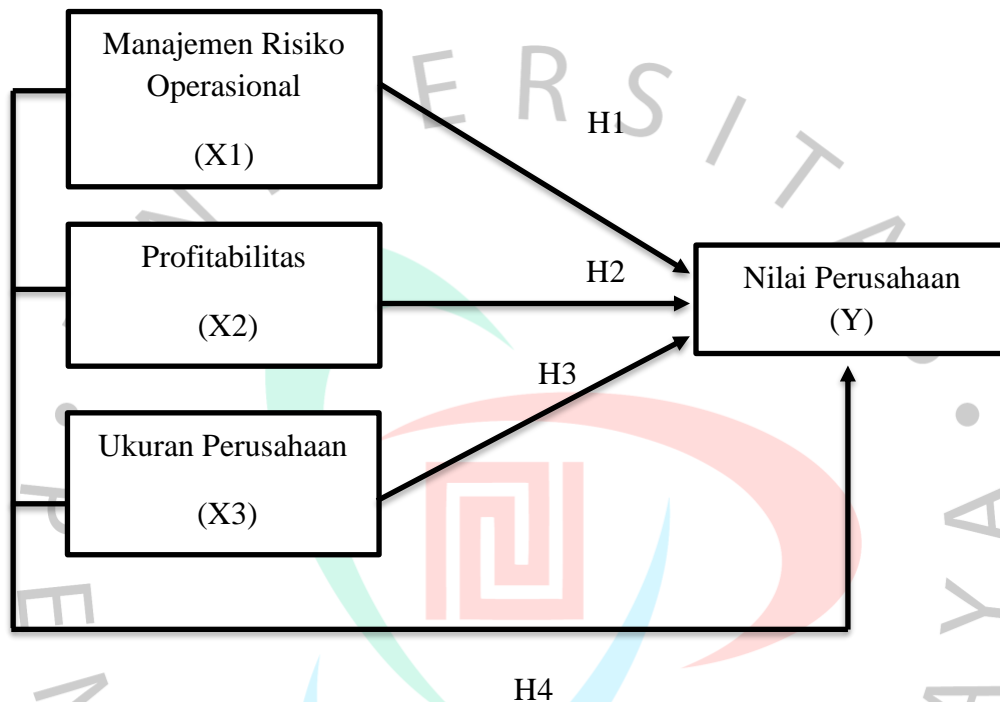 Manajemen Risiko
Operasional
(X1)
H1
Profitabilitas
(X2)
H2
Nilai Perusahaan
(Y)
H3
Ukuran Perusahaan
(X3)
H4